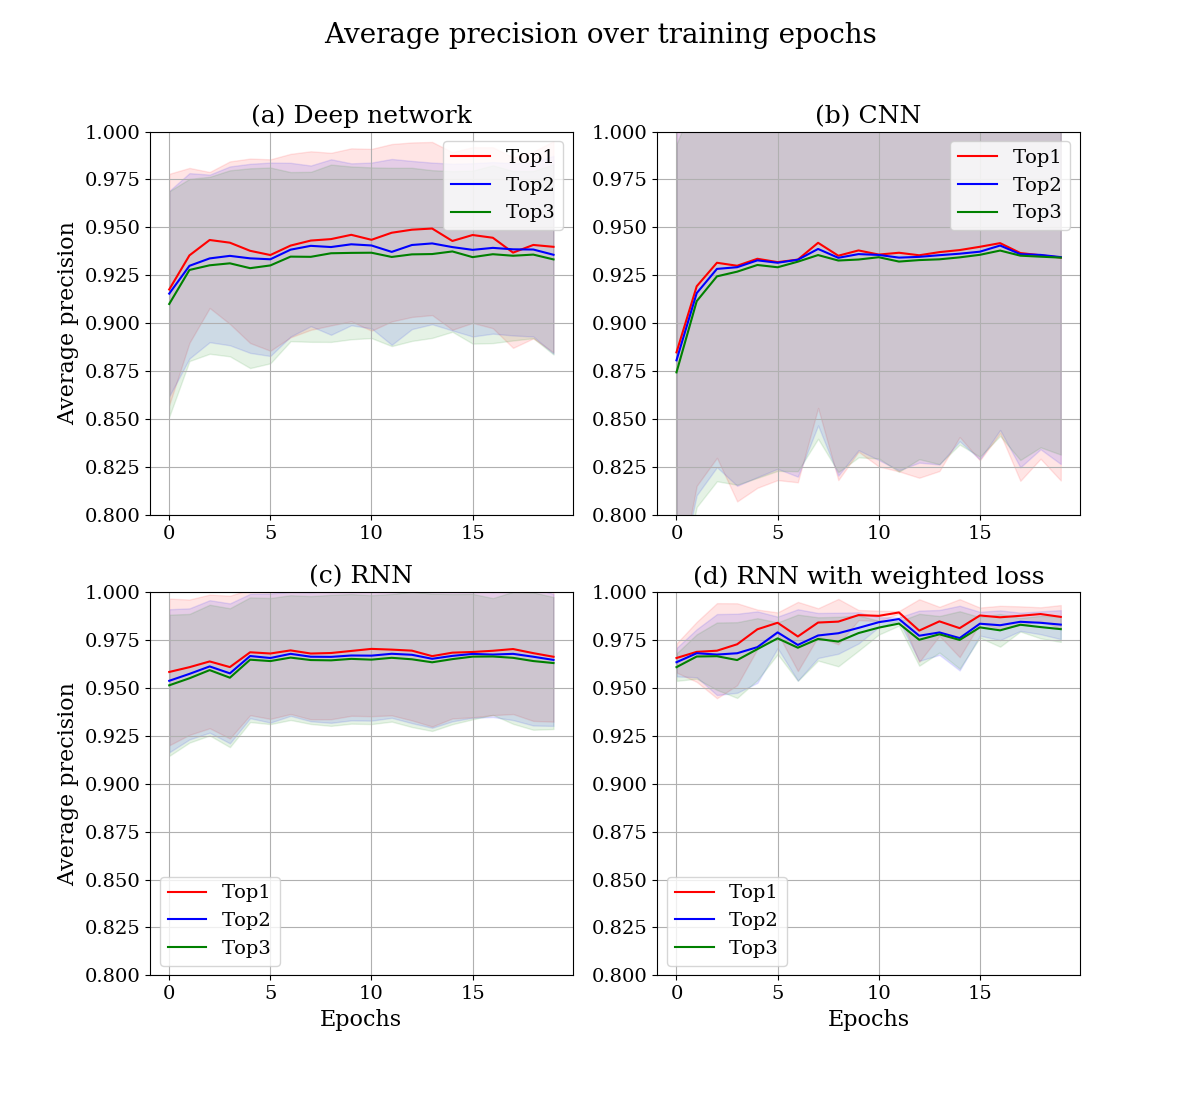 Average precision over training epochs
(a) Deep network
1.000
0.975
0.950
0.925
0.900
0.875
0.850
0.825
0.800
Average precision
0
5
10
15
Top1
Top2
Top3
(b) CNN
1.000
0.975
0.950
0.925
0.900
0.875
0.850
0.825
0.800
0
5
10
15
Top1
Top2
Top3
(c) RNN
1.000
0.975
0.950
0.925
0.900
0.875
0.850
0.825
0.800
Average precision
Top1
Top2
Top3
0
5
10
15
Epochs
(d) RNN with weighted loss
1.000
0.975
0.950
0.925
0.900
0.875
0.850
0.825
0.800
Top1
Top2
Top3
0
5
10
15
Epochs